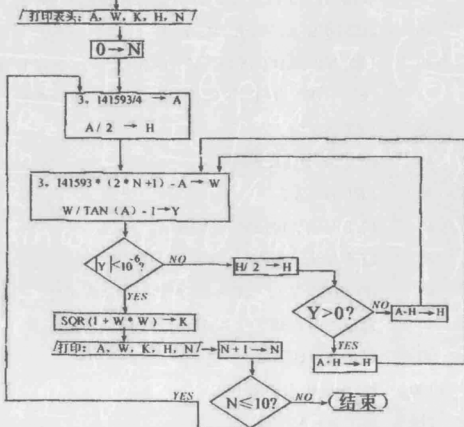 打印表头: A, W, K, H, N
0→N
3。141593/4 → A
A / 2 → H
3。141593 * (2 * N +1) - A → W
W / TAN (A) - 1→Y
|Y|<10⁻⁶?
NO
H/ 2 → H
YES
Y>0?
NO
A-H → H
SQR (1 + W * W) → K
YES
打印: A, W, K, H, N
N + 1 → N
A+H → H
YES
N≤10?
NO
结束